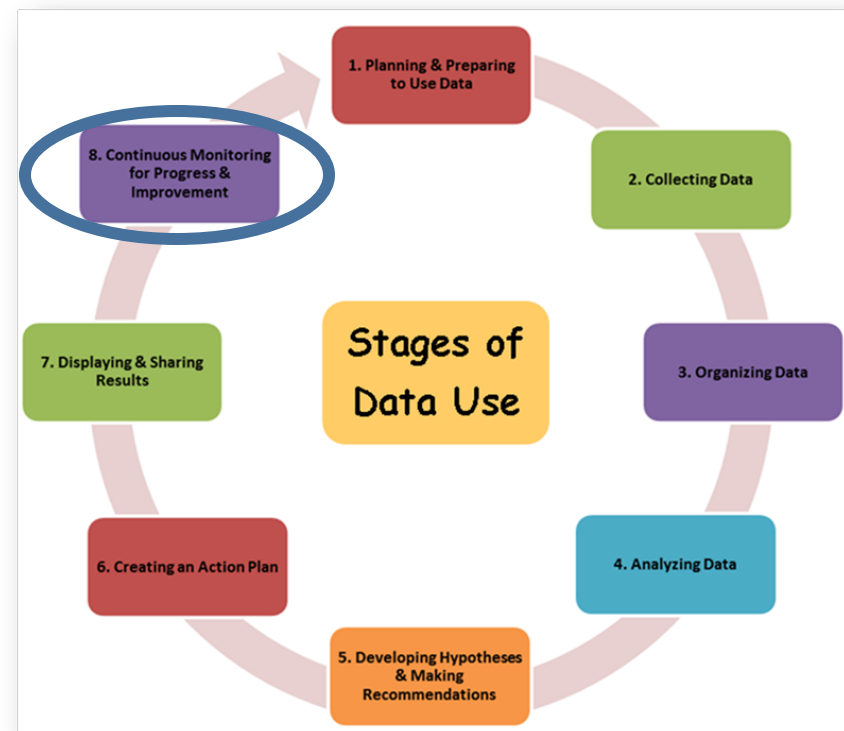 1. Planning & Preparing
to Use Data
2. Collecting Data
3. Organizing Data
4. Analyzing Data
5. Developing Hypotheses
& Making
Recommendations
6. Creating an Action Plan
7. Displaying & Sharing
Results
8. Continuous Monitoring
for Progress &
Improvement
Stages of
Data Use